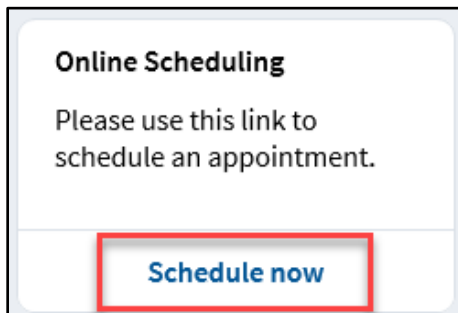 Online Scheduling
Please use this link to
schedule an appointment.
Schedule now